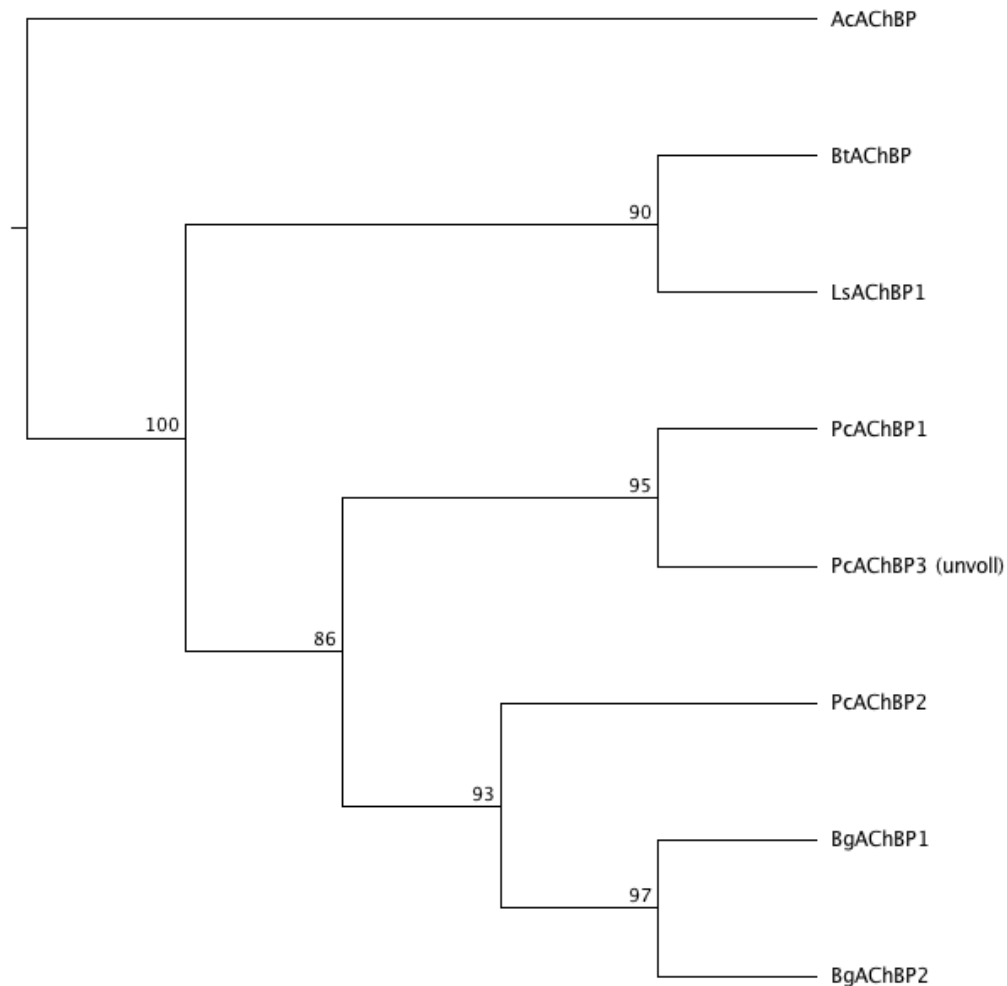 AcAChBP
BtAChBP
90
LsAChBP1
100
PcAChBP1
95
PcAChBP3 (unvoll)
86
PcAChBP2
93
BgAChBP1
97
BgAChBP2